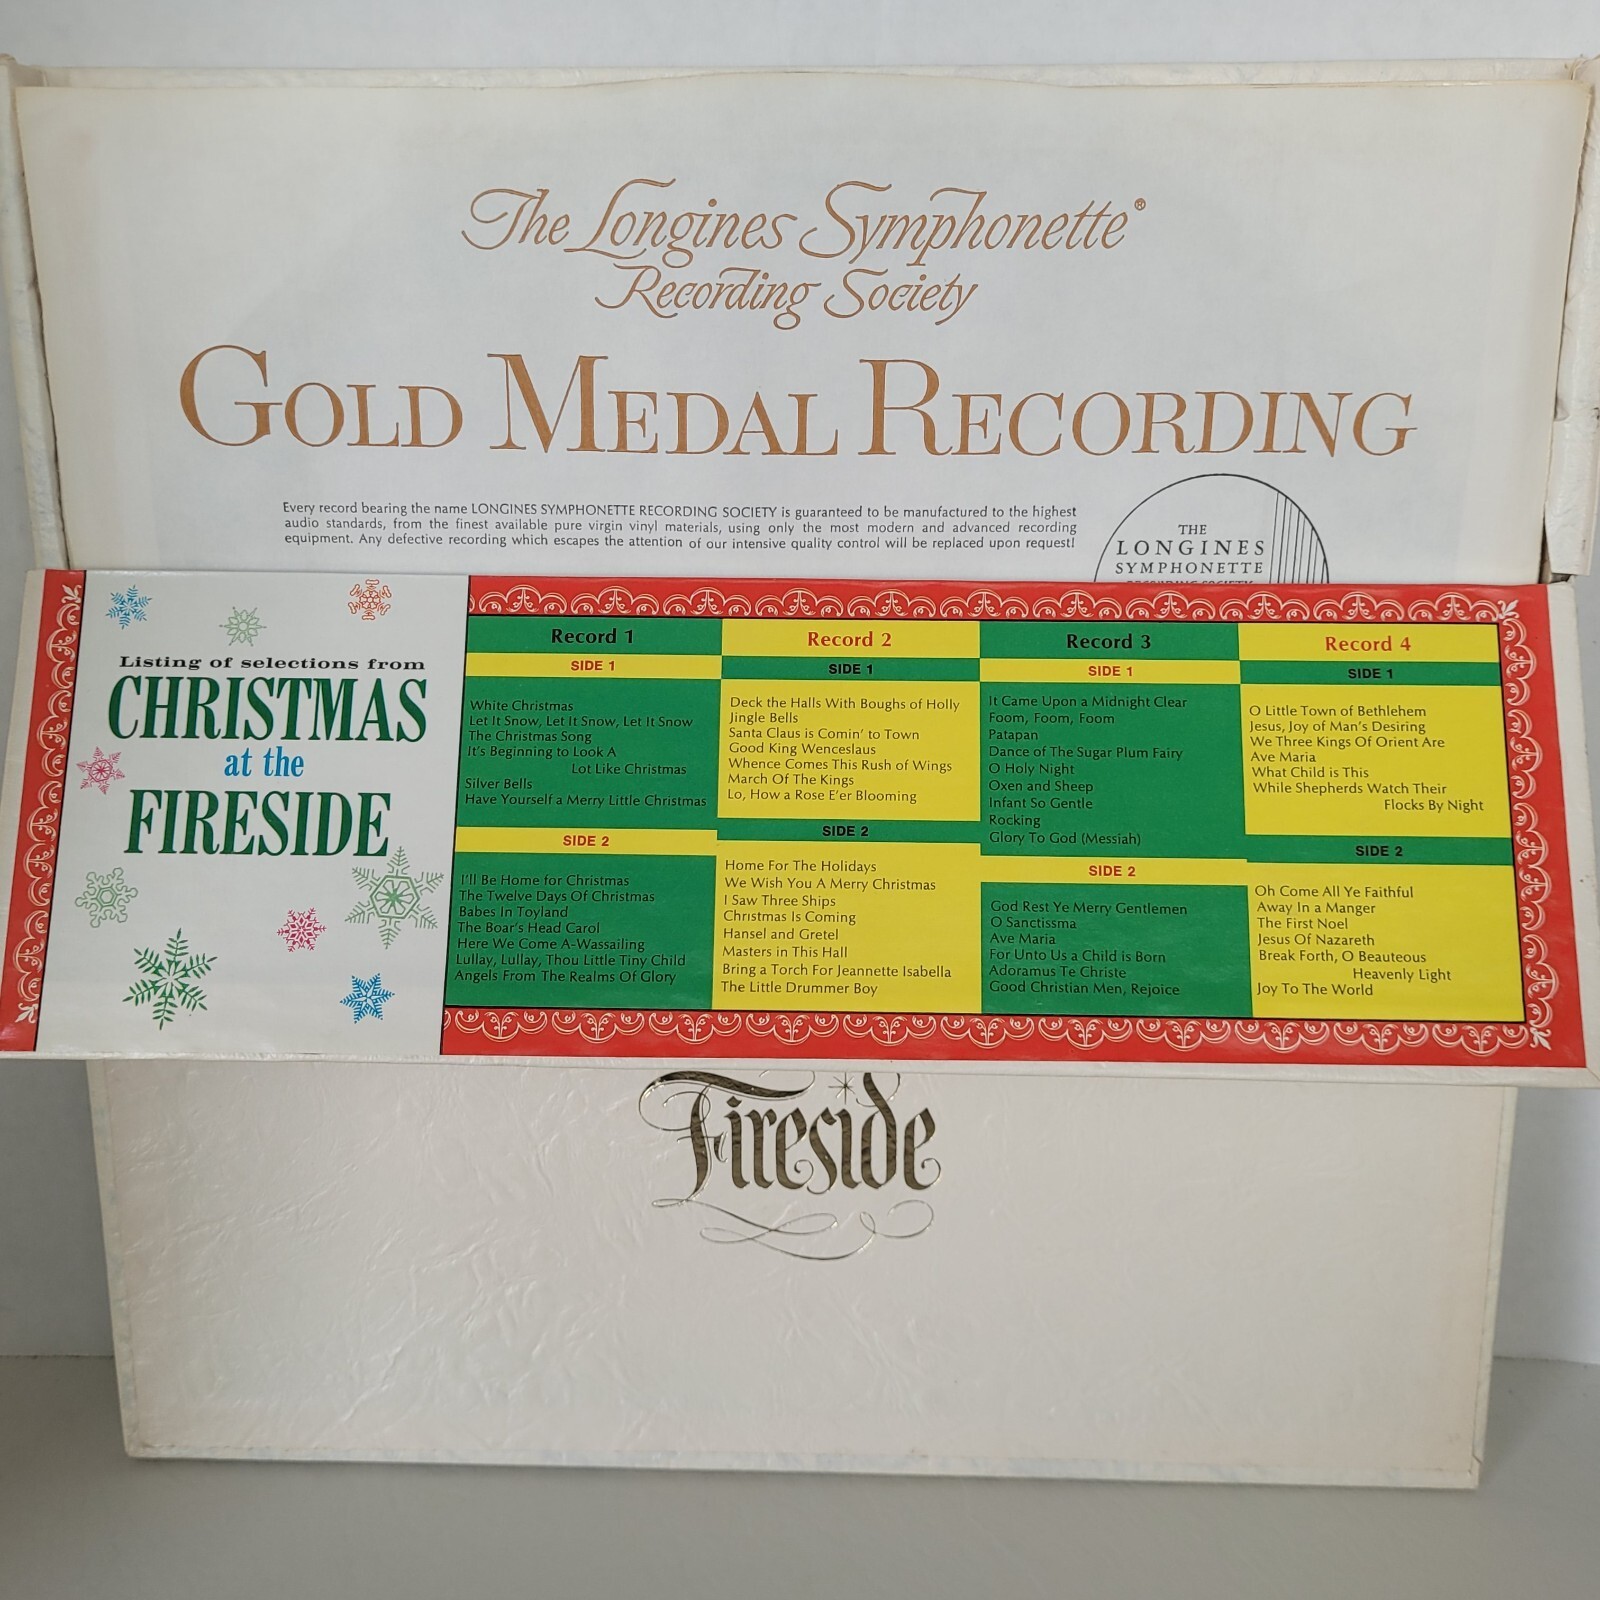 The Longines Symphonette®
Recording Society
GOLD MEDAL RECORDING
Every record bearing the name LONGINES SYMPHONETTE RECORDING SOCIETY is guaranteed to be manufactured to the highest
audio standards, from the finest available pure virgin vinyl materials, using only the most modern and advanced recording
equipment. Any defective recording which escapes the attention of our intensive quality control will be replaced upon request!
THE
LONGINES
SYMPHONETTE
RECORDING SOCIETY
Listing of selections from
CHRISTMAS
at the
FIRESIDE
Record 1
SIDE 1
White Christmas
Let It Snow, Let It Snow, Let It Snow
The Christmas Song
It's Beginning to Look A
Lot Like Christmas
Silver Bells
Have Yourself a Merry Little Christmas
SIDE 2
I'll Be Home for Christmas
The Twelve Days Of Christmas
Babes In Toyland
The Boar's Head Carol
Here We Come A-Wassailing
Lullay, Lullay, Thou Little Tiny Child
Angels From The Realms Of Glory
Record 2
SIDE 1
Deck the Halls With Boughs of Holly
Jingle Bells
Santa Claus is Comin' to Town
Good King Wenceslaus
Whence Comes This Rush of Wings
March Of The Kings
Lo, How a Rose E'er Blooming
SIDE 2
Home For The Holidays
We Wish You A Merry Christmas
I Saw Three Ships
Christmas Is Coming
Hansel and Gretel
Masters in This Hall
Bring a Torch For Jeannette Isabella
The Little Drummer Boy
Record 3
SIDE 1
It Came Upon a Midnight Clear
Foom, Foom, Foom
Patapan
Dance of The Sugar Plum Fairy
O Holy Night
Oxen and Sheep
Infant So Gentle
Rocking
Glory To God (Messiah)
SIDE 2
God Rest Ye Merry Gentlemen
O Sanctissma
Ave Maria
For Unto Us a Child is Born
Adoramus Te Christe
Good Christian Men, Rejoice
Record 4
SIDE 1
O Little Town of Bethlehem
Jesus, Joy of Man's Desiring
We Three Kings Of Orient Are
Ave Maria
What Child is This
While Shepherds Watch Their
Flocks By Night
SIDE 2
Oh Come All Ye Faithful
Away In a Manger
The First Noel
Jesus Of Nazareth
Break Forth, O Beauteous
Heavenly Light
Joy To The World
Fireside